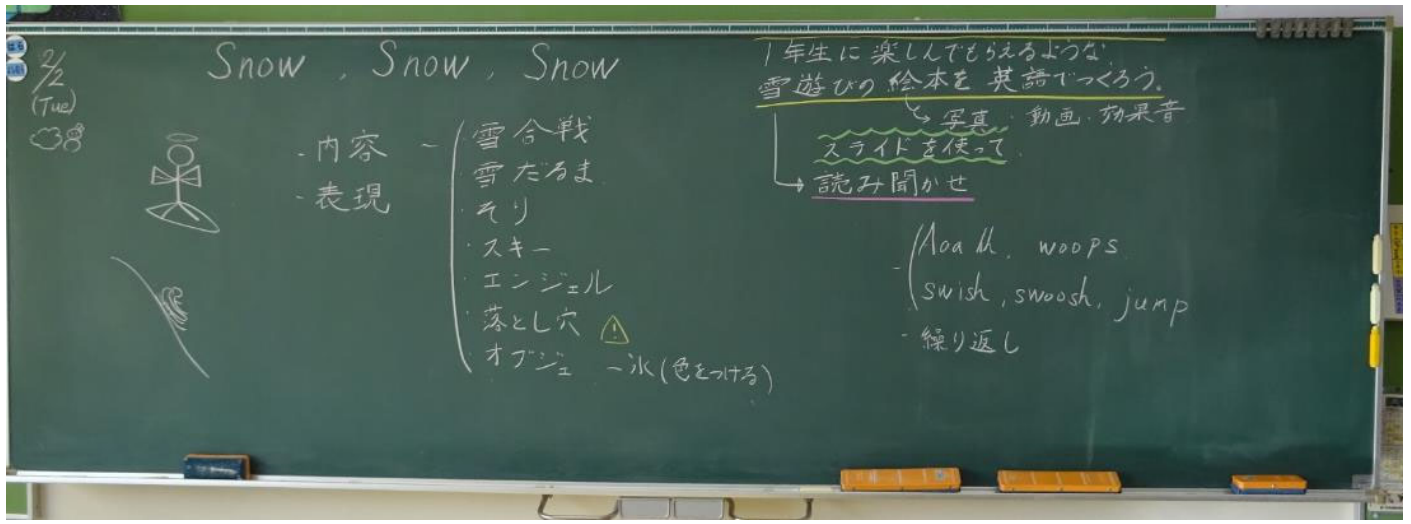 2/2
(Tue)
Snow , Snow , Snow
・内容
・表現
・雪合戦
・雪だるま
・そり
・スキー
・エンジェル
・落とし穴 ⚠
・オブジェ － 氷(色をつける)
1年生に楽しんでもらえるような
雪遊びの絵本を英語でつくろう。
→ 写真・動画・効果音
スライドを使って
→ 読み聞かせ
woops
swish, swoosh, jump
・繰り返し